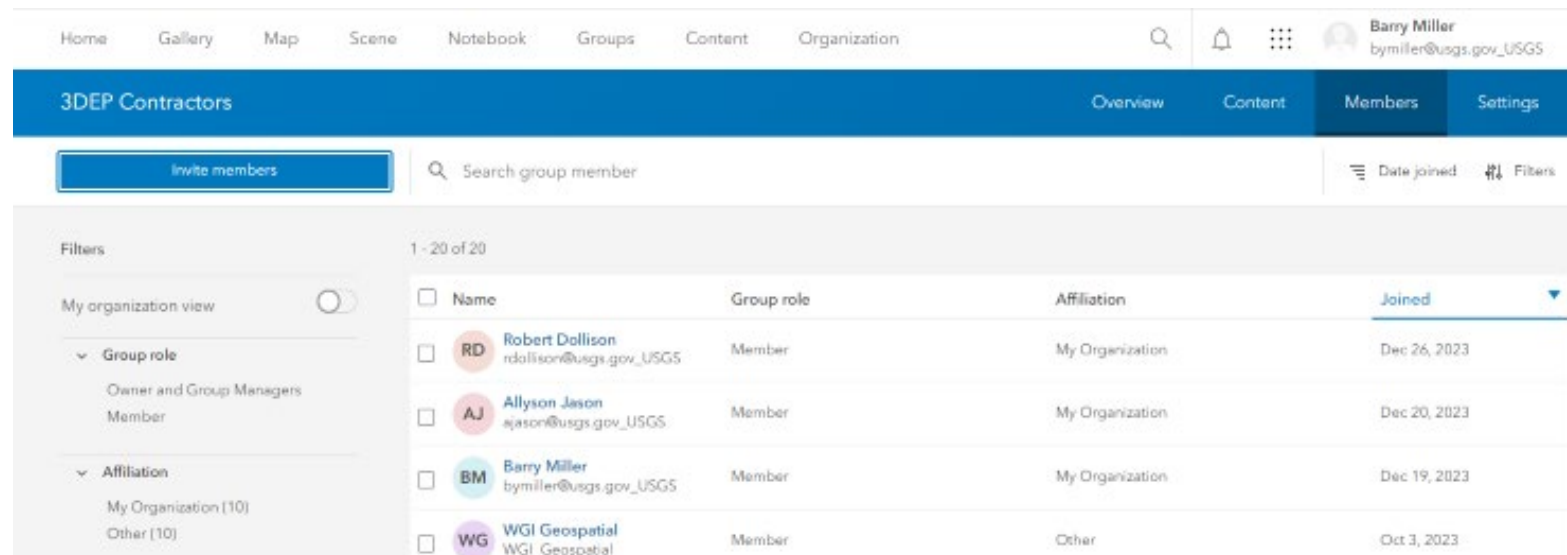 Home Gallery Map Scene Notebook Groups Content Organization Barry Miller
bymiller@usgs.gov_USGS
3DEP Contractors Overview Content Members Settings
Invite members Search group member Date joined Filters
Filters 1 - 20 of 20
My organization view Name Group role Affiliation Joined
Group role RD Robert Dollison Member My Organization Dec 26, 2023
rdollison@usgs.gov_USGS
Owner and Group Managers
Member AJ Allyson Jason Member My Organization Dec 20, 2023
ajason@usgs.gov_USGS
Affiliation BM Barry Miller Member My Organization Dec 19, 2023
bymiller@usgs.gov_USGS
My Organization (10)
Other (10) WG WGI Geospatial Member Other Oct 3, 2023
WGI_Geospatial